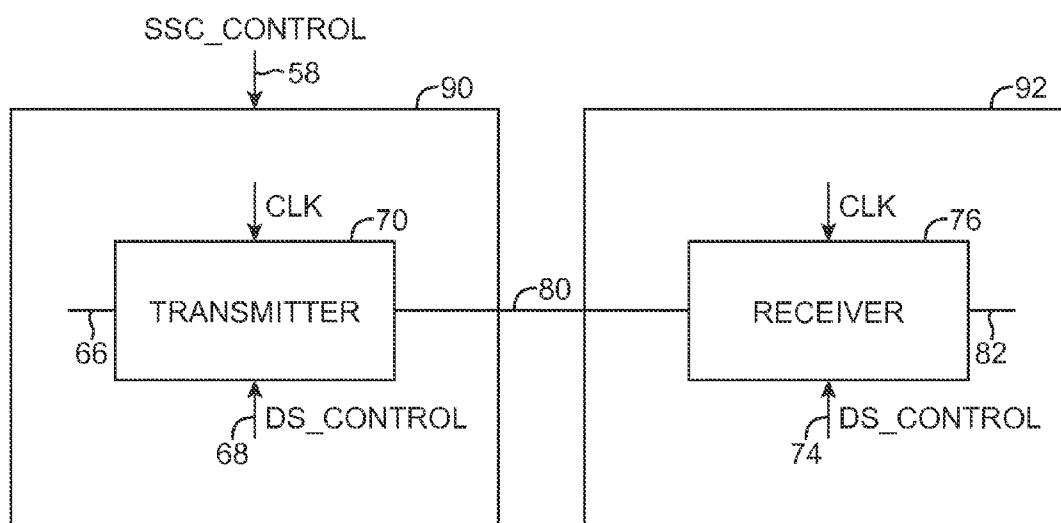 SSC_CONTROL
58
90
92
CLK
70
CLK
76
TRANSMITTER
80
RECEIVER
66
82
DS_CONTROL
68
DS_CONTROL
74